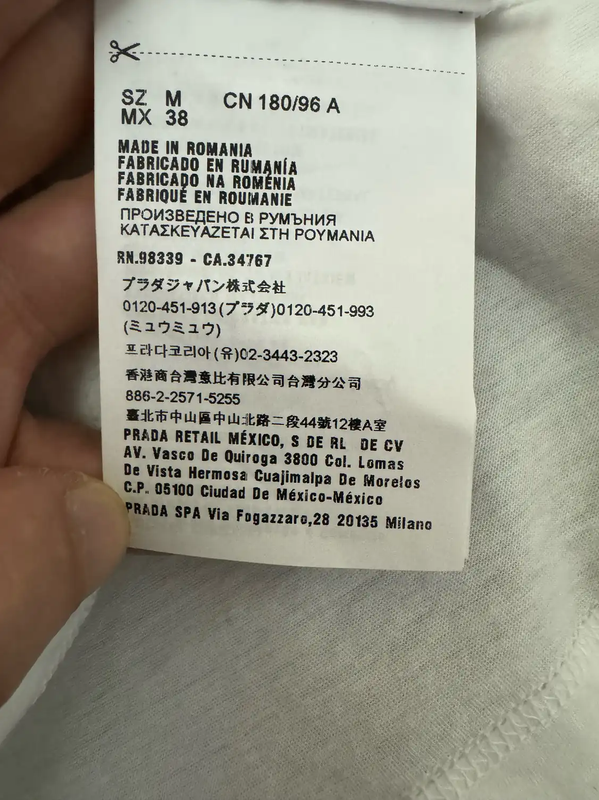 SZ M CN 180/96 A
MX 38
MADE IN ROMANIA
FABRICADO EN RUMANÍA
FABRICADO NA ROMÉNIA
FABRIQUÉ EN ROUMANIE
ПРОИЗВЕДЕНО В РУМЪНИЯ
ΚΑΤΑΣΚΕΥΑΖΕΤΑΙ ΣΤΗ ΡΟΥΜΑΝΙΑ
RN.98339 - CA.34767
プラダジャパン株式会社
0120-451-913(プラダ)0120-451-993
(ミュウミュウ)
프라다코리아(유)02-3443-2323
香港商台灣意比有限公司台灣分公司
886-2-2571-5255
臺北市中山區中山北路二段44號12樓A室
PRADA RETAIL MÉXICO, S DE RL DE CV
AV. Vasco De Quiroga 3800 Col. Lomas
De Vista Hermosa Cuajimalpa De Morelos
C.P. 05100 Ciudad De México-México
PRADA SPA Via Fogazzaro,28 20135 Milano